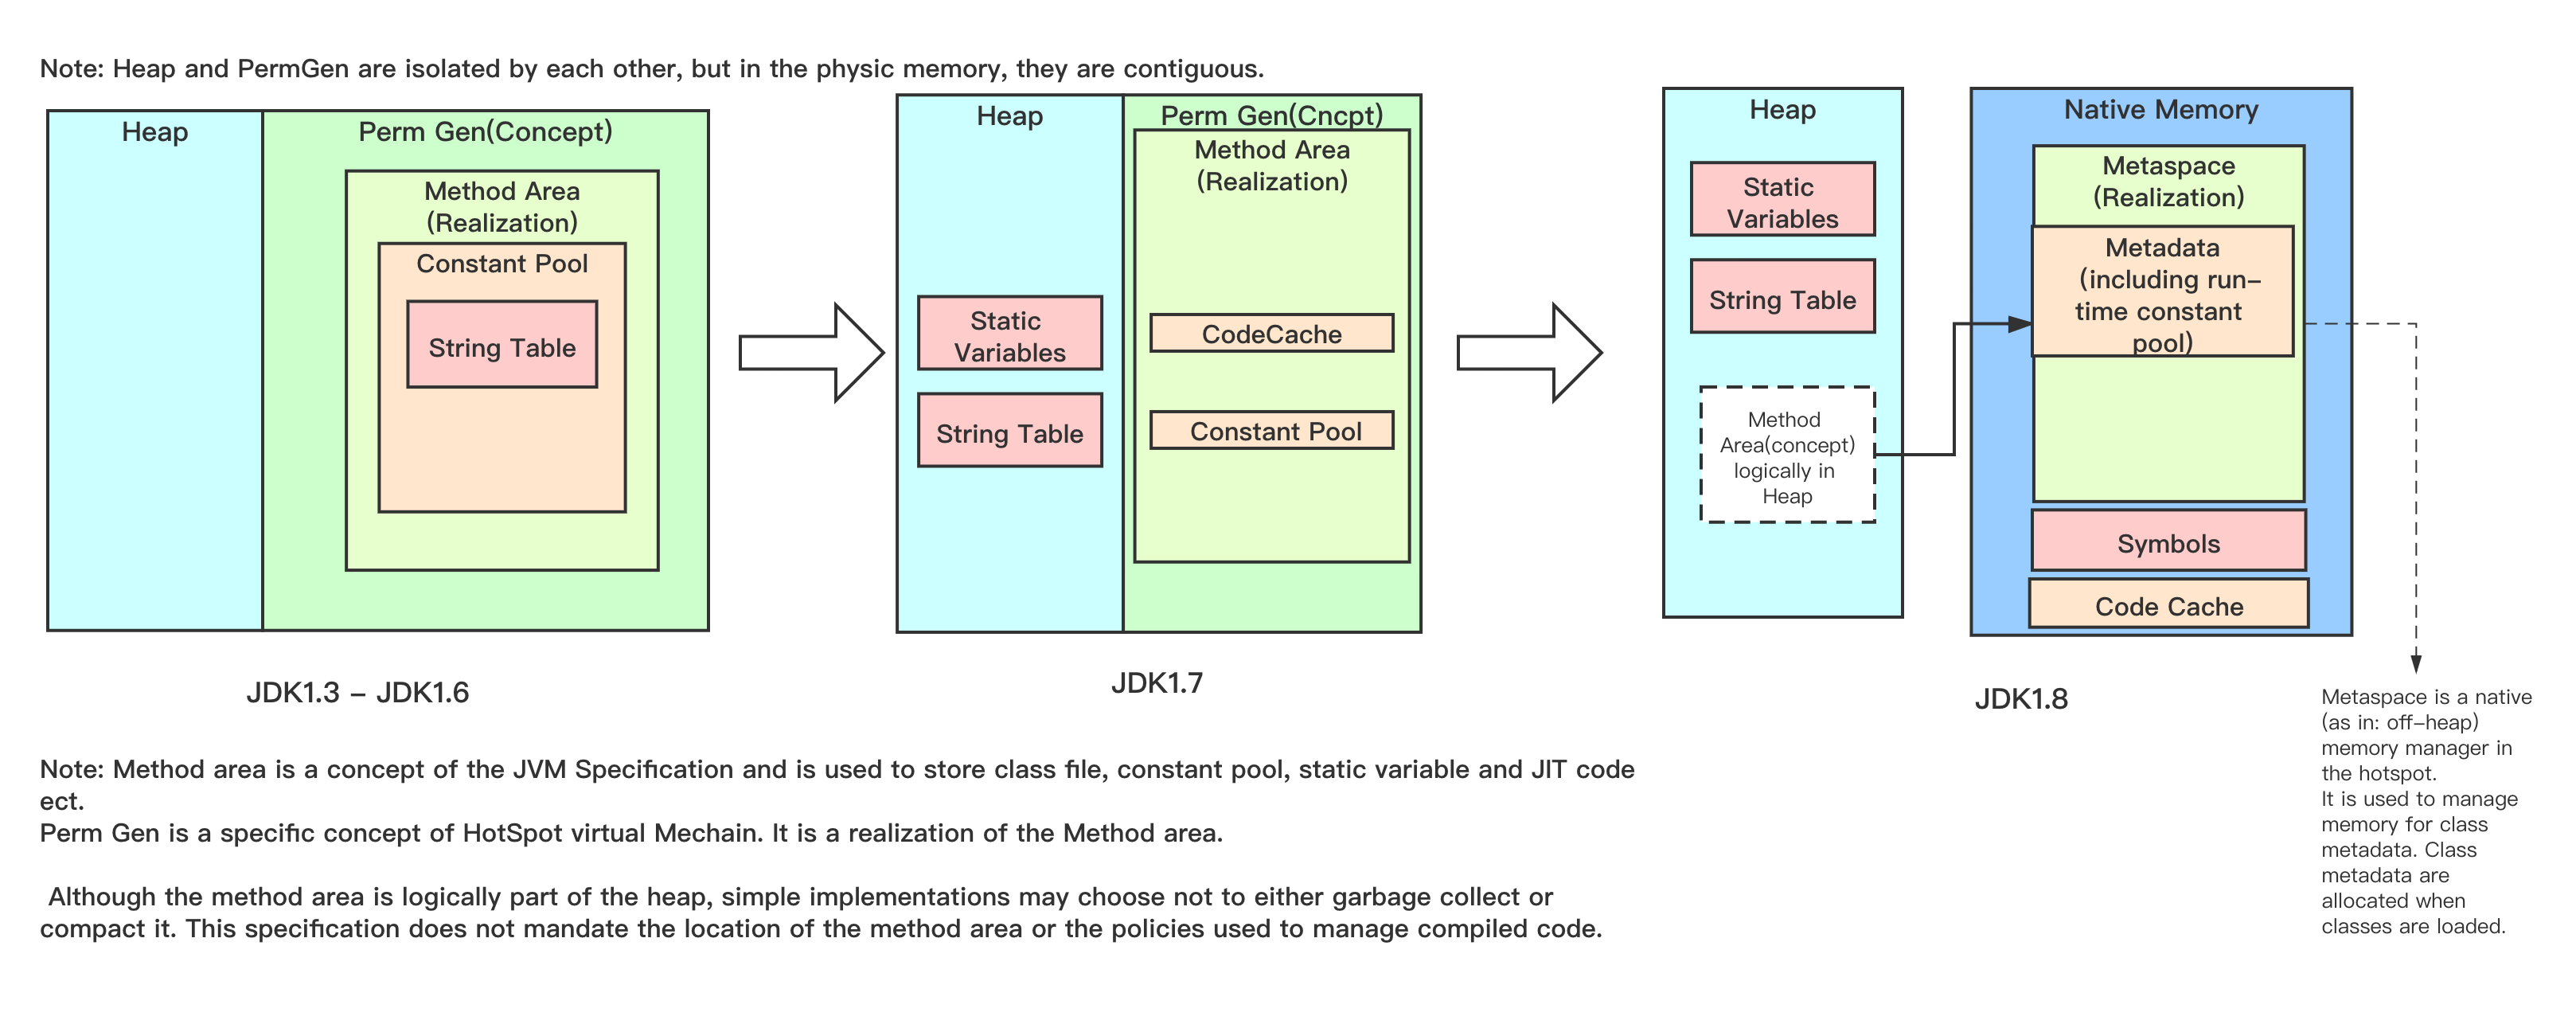 Note: Heap and PermGen are isolated by each other, but in the physic memory, they are contiguous.
Heap
Perm Gen(Concept)
Method Area
(Realization)
Constant Pool
String Table
JDK1.3 – JDK1.6
Heap
Static
Variables
String Table
Perm Gen(Cncpt)
Method Area
(Realization)
CodeCache
Constant Pool
JDK1.7
Heap
Static
Variables
String Table
Method
Area(concept)
logically in
Heap
Native Memory
Metaspace
(Realization)
Metadata
(including run–
time constant
pool)
Symbols
Code Cache
JDK1.8
Metaspace is a native
(as in: off–heap)
memory manager in
the hotspot.
It is used to manage
memory for class
metadata. Class
metadata are
allocated when
classes are loaded.
Note: Method area is a concept of the JVM Specification and is used to store class file, constant pool, static variable and JIT code
ect.
Perm Gen is a specific concept of HotSpot virtual Mechain. It is a realization of the Method area.
Although the method area is logically part of the heap, simple implementations may choose not to either garbage collect or
compact it. This specification does not mandate the location of the method area or the policies used to manage compiled code.